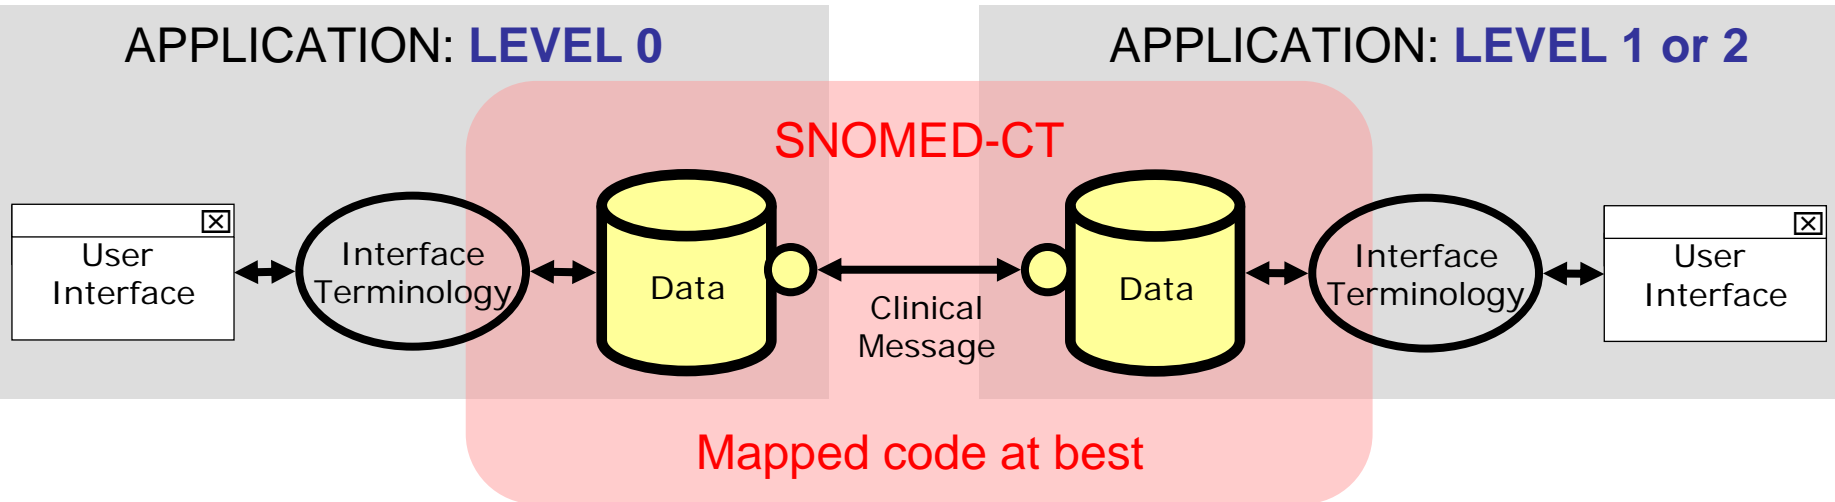 APPLICATION: LEVEL 0
APPLICATION: LEVEL 1 or 2
SNOMED-CT
User
Interface
Interface
Terminology
Data
Clinical
Message
Data
Interface
Terminology
User
Interface
Mapped code at best